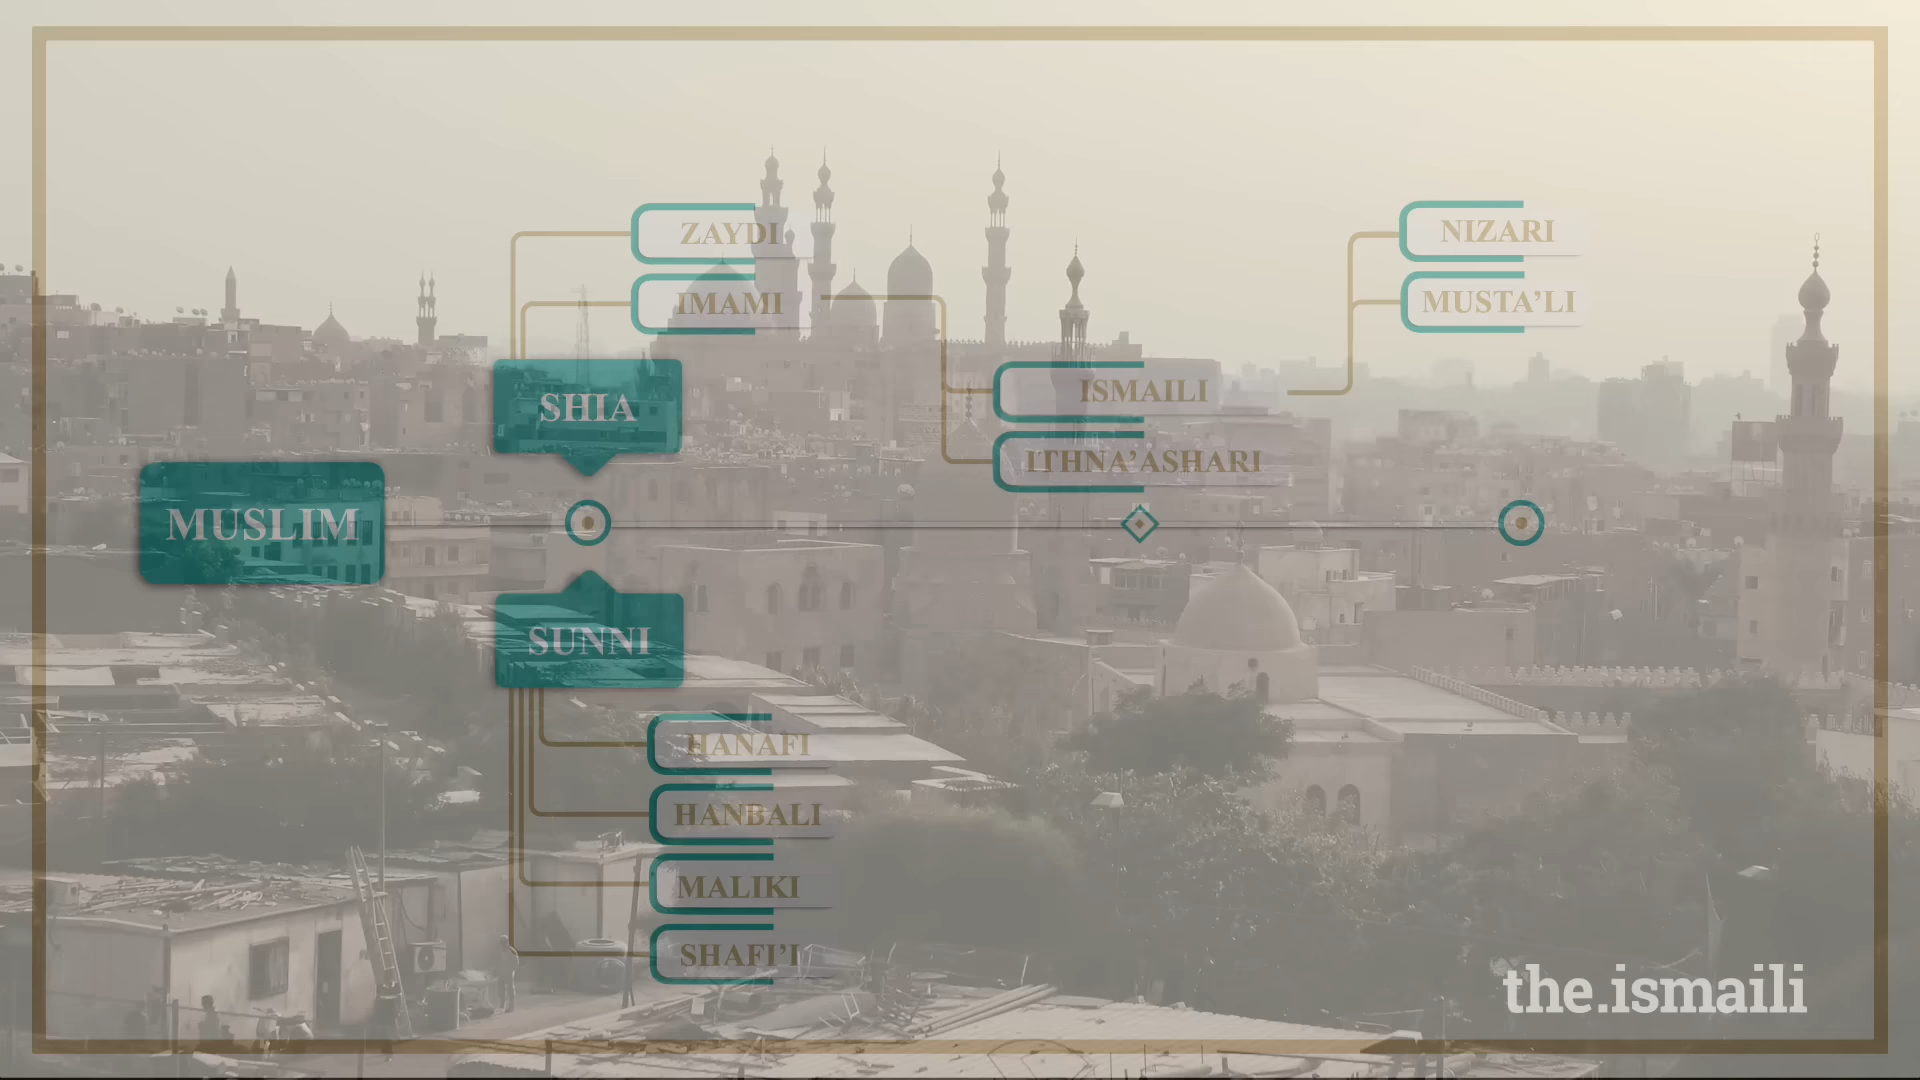 ZAYDI
IMAMI
NIZARI
MUSTA’LI
SHIA
ISMAILI
ITHNA’ASHARI
MUSLIM
SUNNI
HANAFI
HANBALI
MALIKI
SHAFI’I
the.ismaili